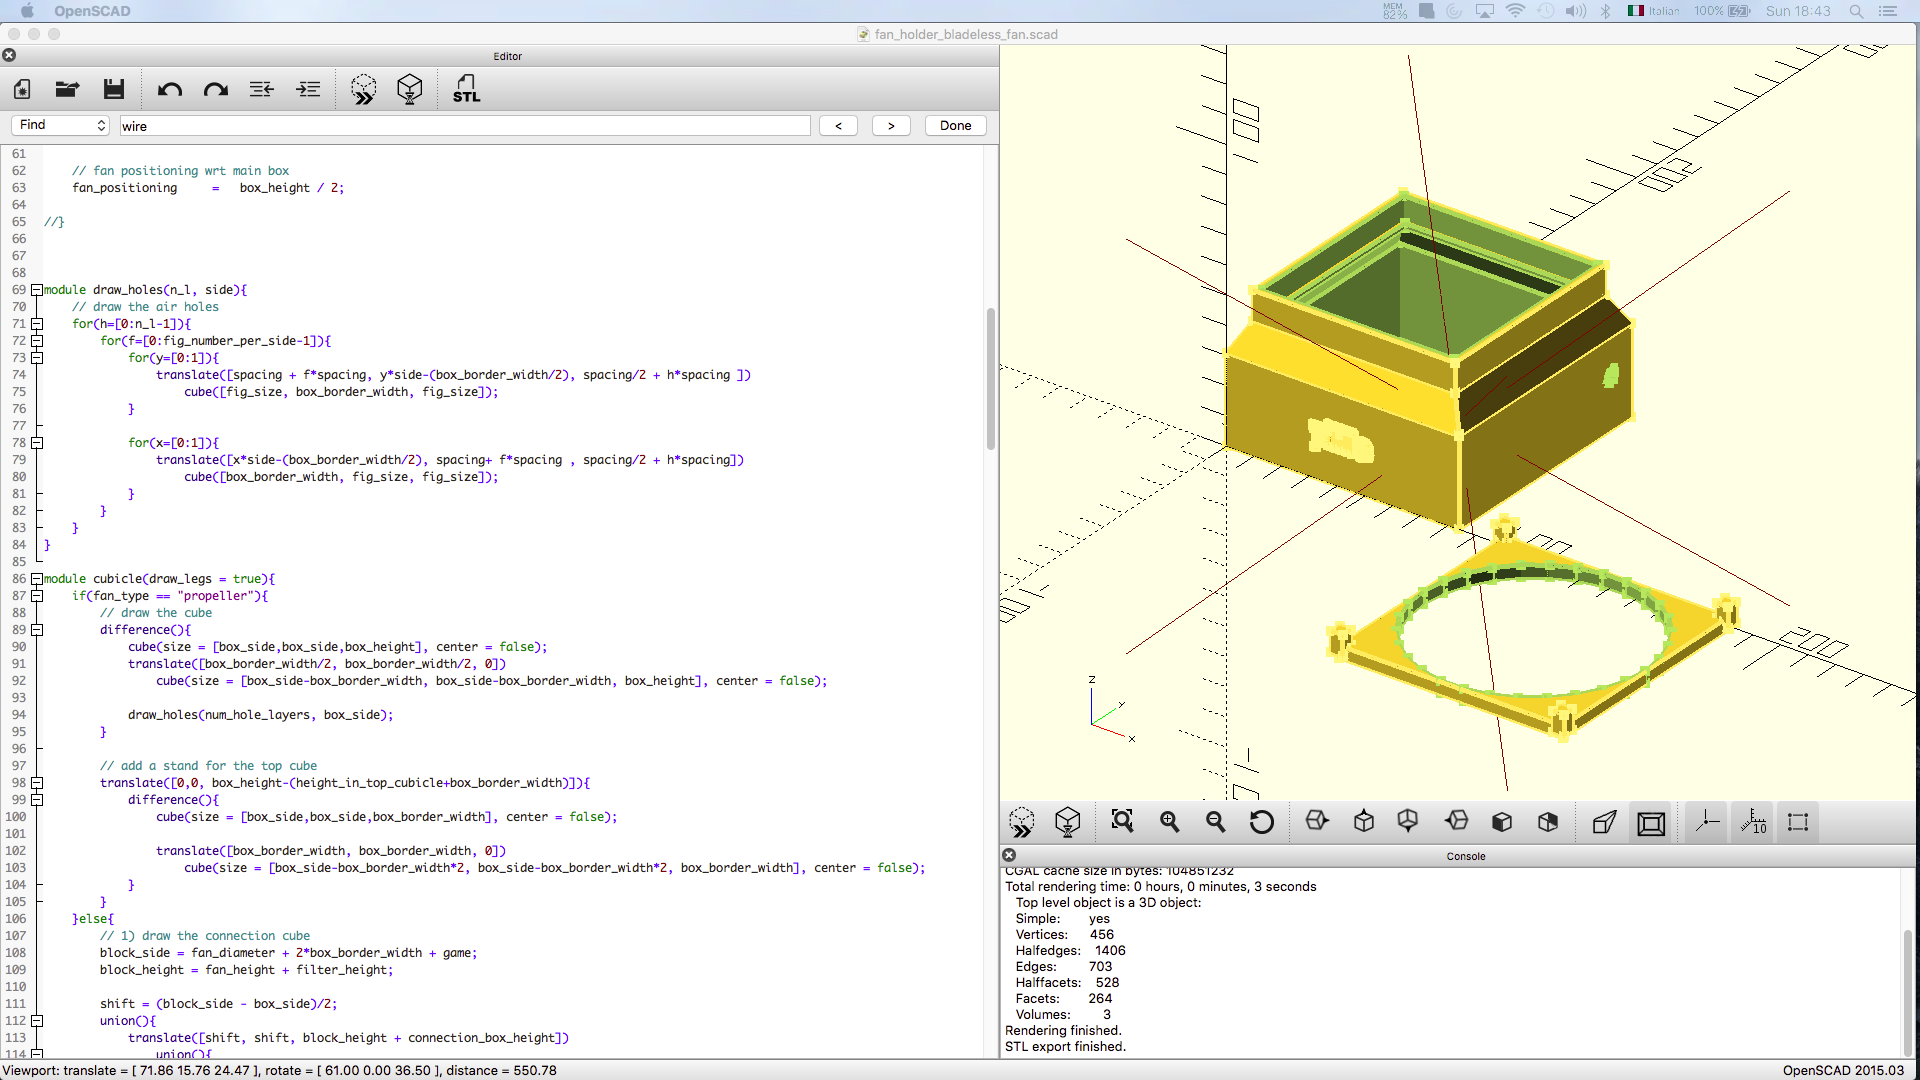 OpenSCAD
MEM
82%
Italian
100%
Sun 18:43
fan_holder_bladeless_fan.scad
Editor
STL
Find
wire
<
>
Done
61
62 // fan positioning wrt main box
63 fan_positioning     =   box_height / 2;
64
65 //}
66
67
68
69 module draw_holes(n_l, side){
70     // draw the air holes
71     for(h=[0:n_l-1]){
72         for(f=[0:fig_number_per_side-1]){
73             for(y=[0:1]){
74                 translate([spacing + f*spacing, y*side-(box_border_width/2), spacing/2 + h*spacing ])
75                     cube([fig_size, box_border_width, fig_size]);
76             }
77
78             for(x=[0:1]){
79                 translate([x*side-(box_border_width/2), spacing+ f*spacing , spacing/2 + h*spacing])
80                     cube([box_border_width, fig_size, fig_size]);
81             }
82         }
83     }
84 }
85
86 module cubicle(draw_legs = true){
87     if(fan_type == "propeller"){
88         // draw the cube
89         difference(){
90             cube(size = [box_side,box_side,box_height], center = false);
91             translate([box_border_width/2, box_border_width/2, 0])
92                 cube(size = [box_side-box_border_width, box_side-box_border_width, box_height], center = false);
93
94             draw_holes(num_hole_layers, box_side);
95         }
96
97         // add a stand for the top cube
98         translate([0,0, box_height-(height_in_top_cubicle+box_border_width)]){
99             difference(){
100                 cube(size = [box_side,box_side,box_border_width], center = false);
101
102                 translate([box_border_width, box_border_width, 0])
103                     cube(size = [box_side-box_border_width*2, box_side-box_border_width*2, box_border_width], center = false);
104             }
105         }
106     }else{
107         // 1) draw the connection cube
108         block_side = fan_diameter + 2*box_border_width + game;
109         block_height = fan_height + filter_height;
110
111         shift = (block_side - box_side)/2;
112         union(){
113             translate([shift, shift, block_height + connection_box_height])
114                 union(){
z
y
x
10
Console
CGAL cache size in bytes: 104851232
Total rendering time: 0 hours, 0 minutes, 3 seconds
Top level object is a 3D object:
Simple: yes
Vertices: 456
Halfedges: 1406
Edges: 703
Halffacets: 528
Facets: 264
Volumes: 3
Rendering finished.
STL export finished.
Viewport: translate = [ 71.86 15.76 24.47 ], rotate = [ 61.00 0.00 36.50 ], distance = 550.78
OpenSCAD 2015.03